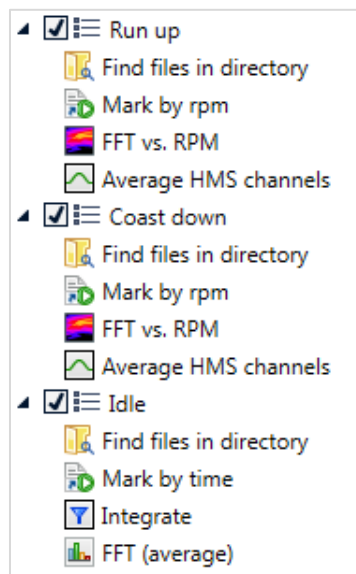 Run up
Find files in directory
Mark by rpm
FFT vs. RPM
Average HMS channels
Coast down
Find files in directory
Mark by rpm
FFT vs. RPM
Average HMS channels
Idle
Find files in directory
Mark by time
Integrate
FFT (average)